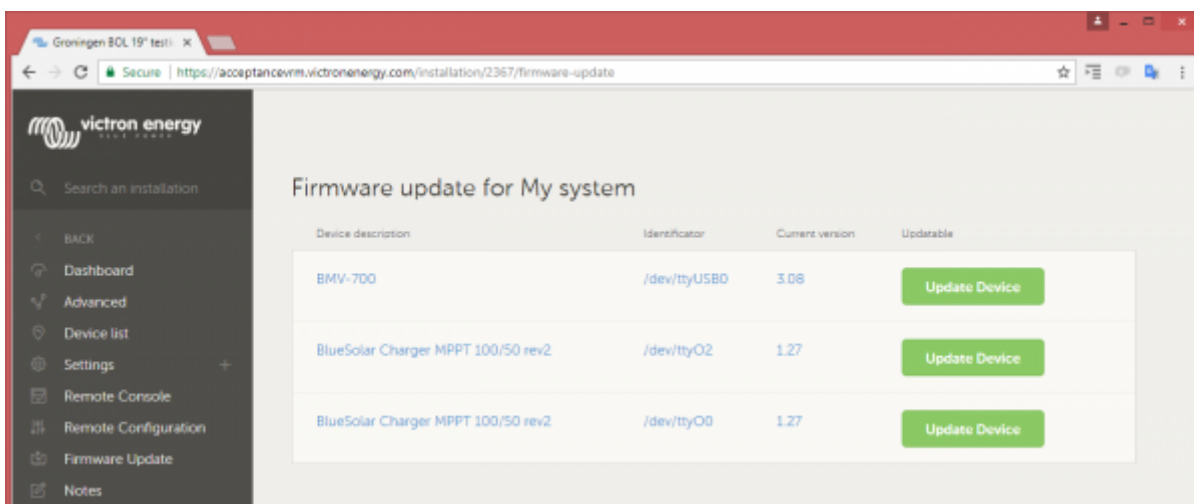 Groningen BOL 19" testi
Secure | https://acceptancevrm.victronenergy.com/installation/2367/firmware-update
victron energy
BLUE POWER
Search an installation
BACK
Dashboard
Advanced
Device list
Settings +
Remote Console
Remote Configuration
Firmware Update
Notes
Firmware update for My system
Device description Identificator Current version Updatable
BMV-700 /dev/ttyUSB0 3.08 Update Device
BlueSolar Charger MPPT 100/50 rev2 /dev/ttyO2 1.27 Update Device
BlueSolar Charger MPPT 100/50 rev2 /dev/ttyO0 1.27 Update Device